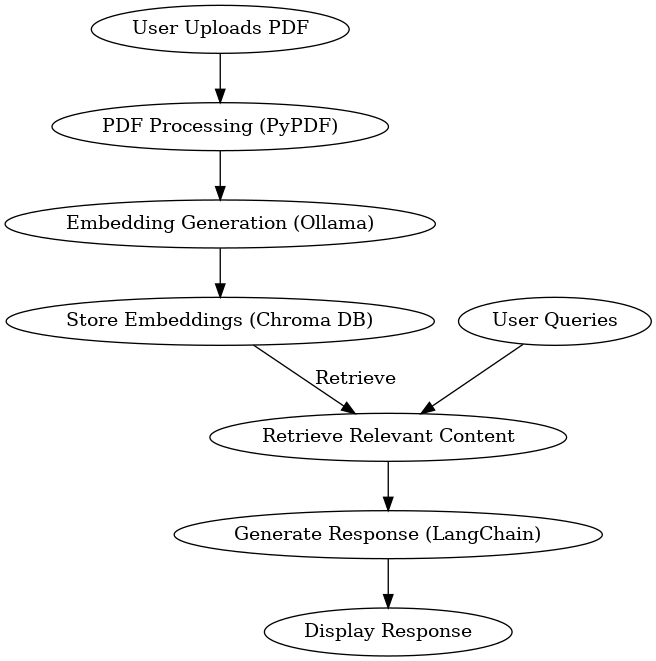 User Uploads PDF
PDF Processing (PyPDF)
Embedding Generation (Ollama)
Store Embeddings (Chroma DB)
User Queries
Retrieve
Retrieve Relevant Content
Generate Response (LangChain)
Display Response